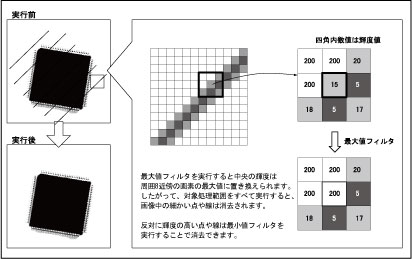 実行前
四角内数値は輝度値
200 200 20
200 15 5
18 5 17
最大値フィルタ
実行後
最大値フィルタを実行すると中央の輝度は
周囲8近傍の画素の最大値に置き換えられます。
したがって、対象処理範囲をすべて実行すると、
画像中の細かい点や線は消去されます。
反対に輝度の高い点や線は最小値フィルタを
実行することで消去できます。
200 200 20
200 200 5
18 5 17